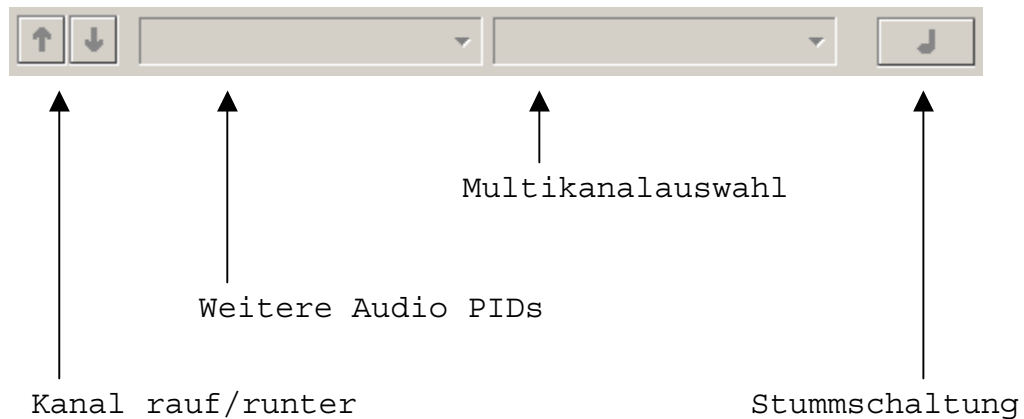 Multikanalauswahl
Weitere Audio PIDs
Kanal rauf/runter
Stummschaltung